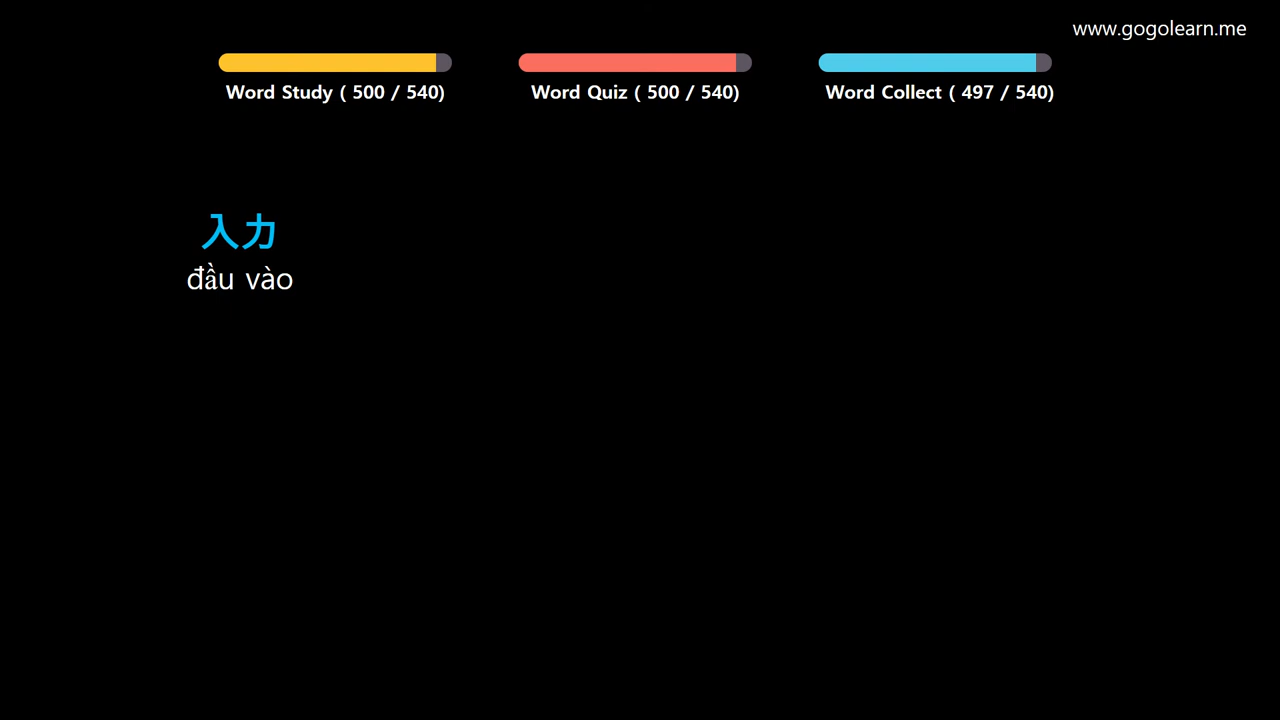 www.gogolearn.me
Word Study ( 500 / 540)
Word Quiz ( 500 / 540)
Word Collect ( 497 / 540)
入力
đầu vào